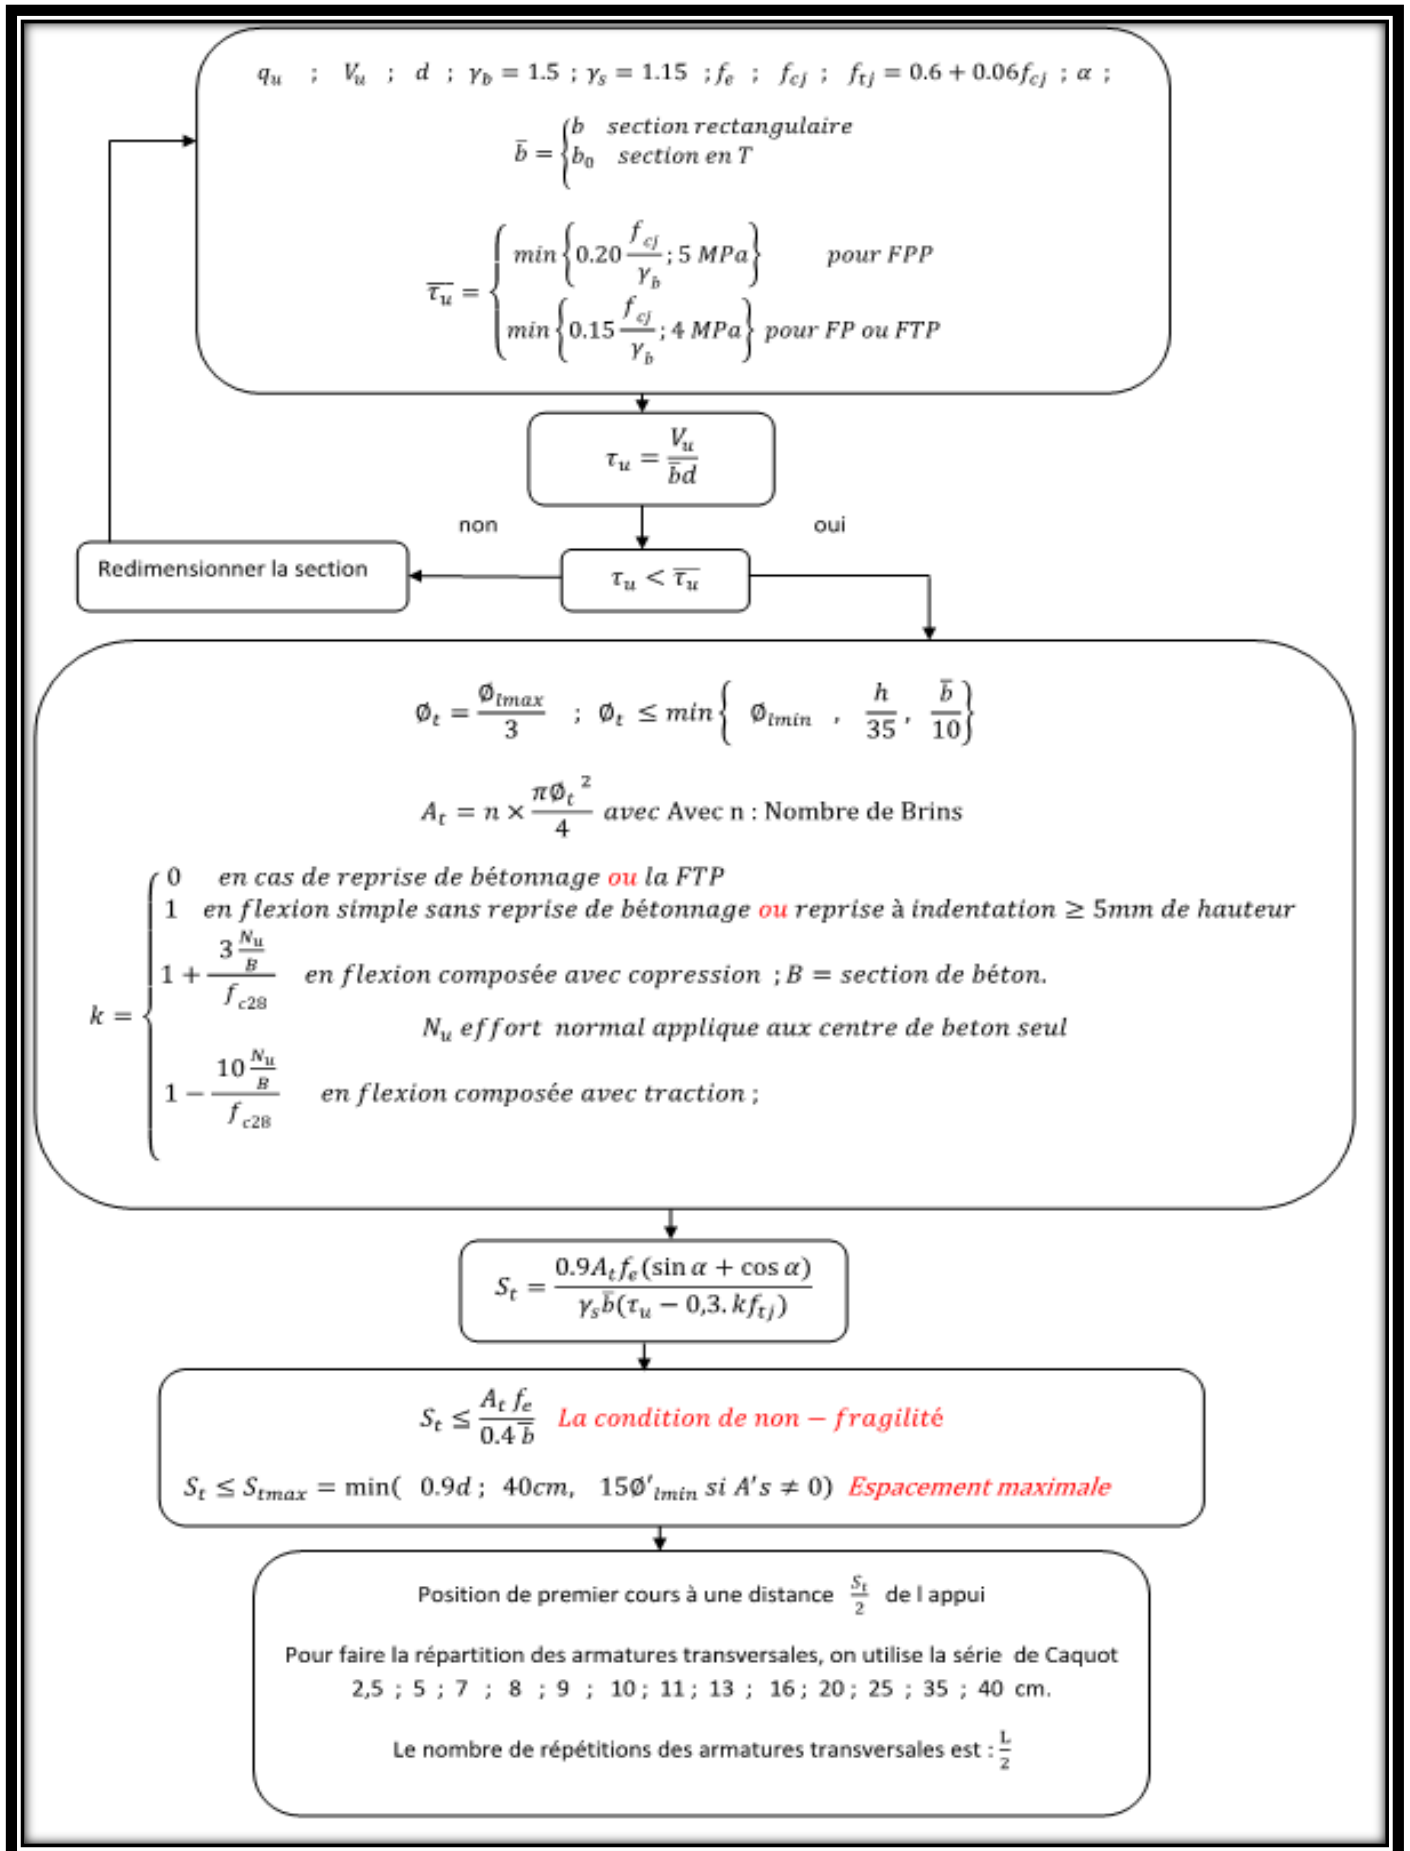 q_u ; V_u ; d ; γ_b = 1.5 ; γ_s = 1.15 ; f_e ; f_cj ; f_tj = 0.6 + 0.06f_cj ; α ;
b̅ = { b section rectangulaire
b_0 section en T
τ_u̅ = { min{0.20 f_cj/γ_b ; 5 MPa} pour FPP
min{0.15 f_cj/γ_b ; 4 MPa} pour FP ou FTP
τ_u = V_u/(b̅d)
non oui
Redimensionner la section
τ_u < τ_u̅
∅_t = ∅_lmax/3 ; ∅_t ≤ min{ ∅_lmin , h/35 , b̅/10}
A_t = n × π∅_t²/4 avec Avec n : Nombre de Brins
k = { 0 en cas de reprise de bétonnage ou la FTP
1 en flexion simple sans reprise de bétonnage ou reprise à indentation ≥ 5mm de hauteur
1 + (3 N_u/B)/f_c28 en flexion composée avec copression ; B = section de béton.
N_u effort normal applique aux centre de beton seul
1 − (10 N_u/B)/f_c28 en flexion composée avec traction ;
S_t = 0.9A_t f_e(sin α + cos α)/(γ_s b̅(τ_u − 0,3. kf_tj))
S_t ≤ A_t f_e/(0.4 b̅) La condition de non − fragilité
S_t ≤ S_tmax = min( 0.9d ; 40cm, 15∅'_lmin si A's ≠ 0) Espacement maximale
Position de premier cours à une distance S_t/2 de l appui
Pour faire la répartition des armatures transversales, on utilise la série de Caquot
2,5 ; 5 ; 7 ; 8 ; 9 ; 10 ; 11 ; 13 ; 16 ; 20 ; 25 ; 35 ; 40 cm.
Le nombre de répétitions des armatures transversales est : L/2